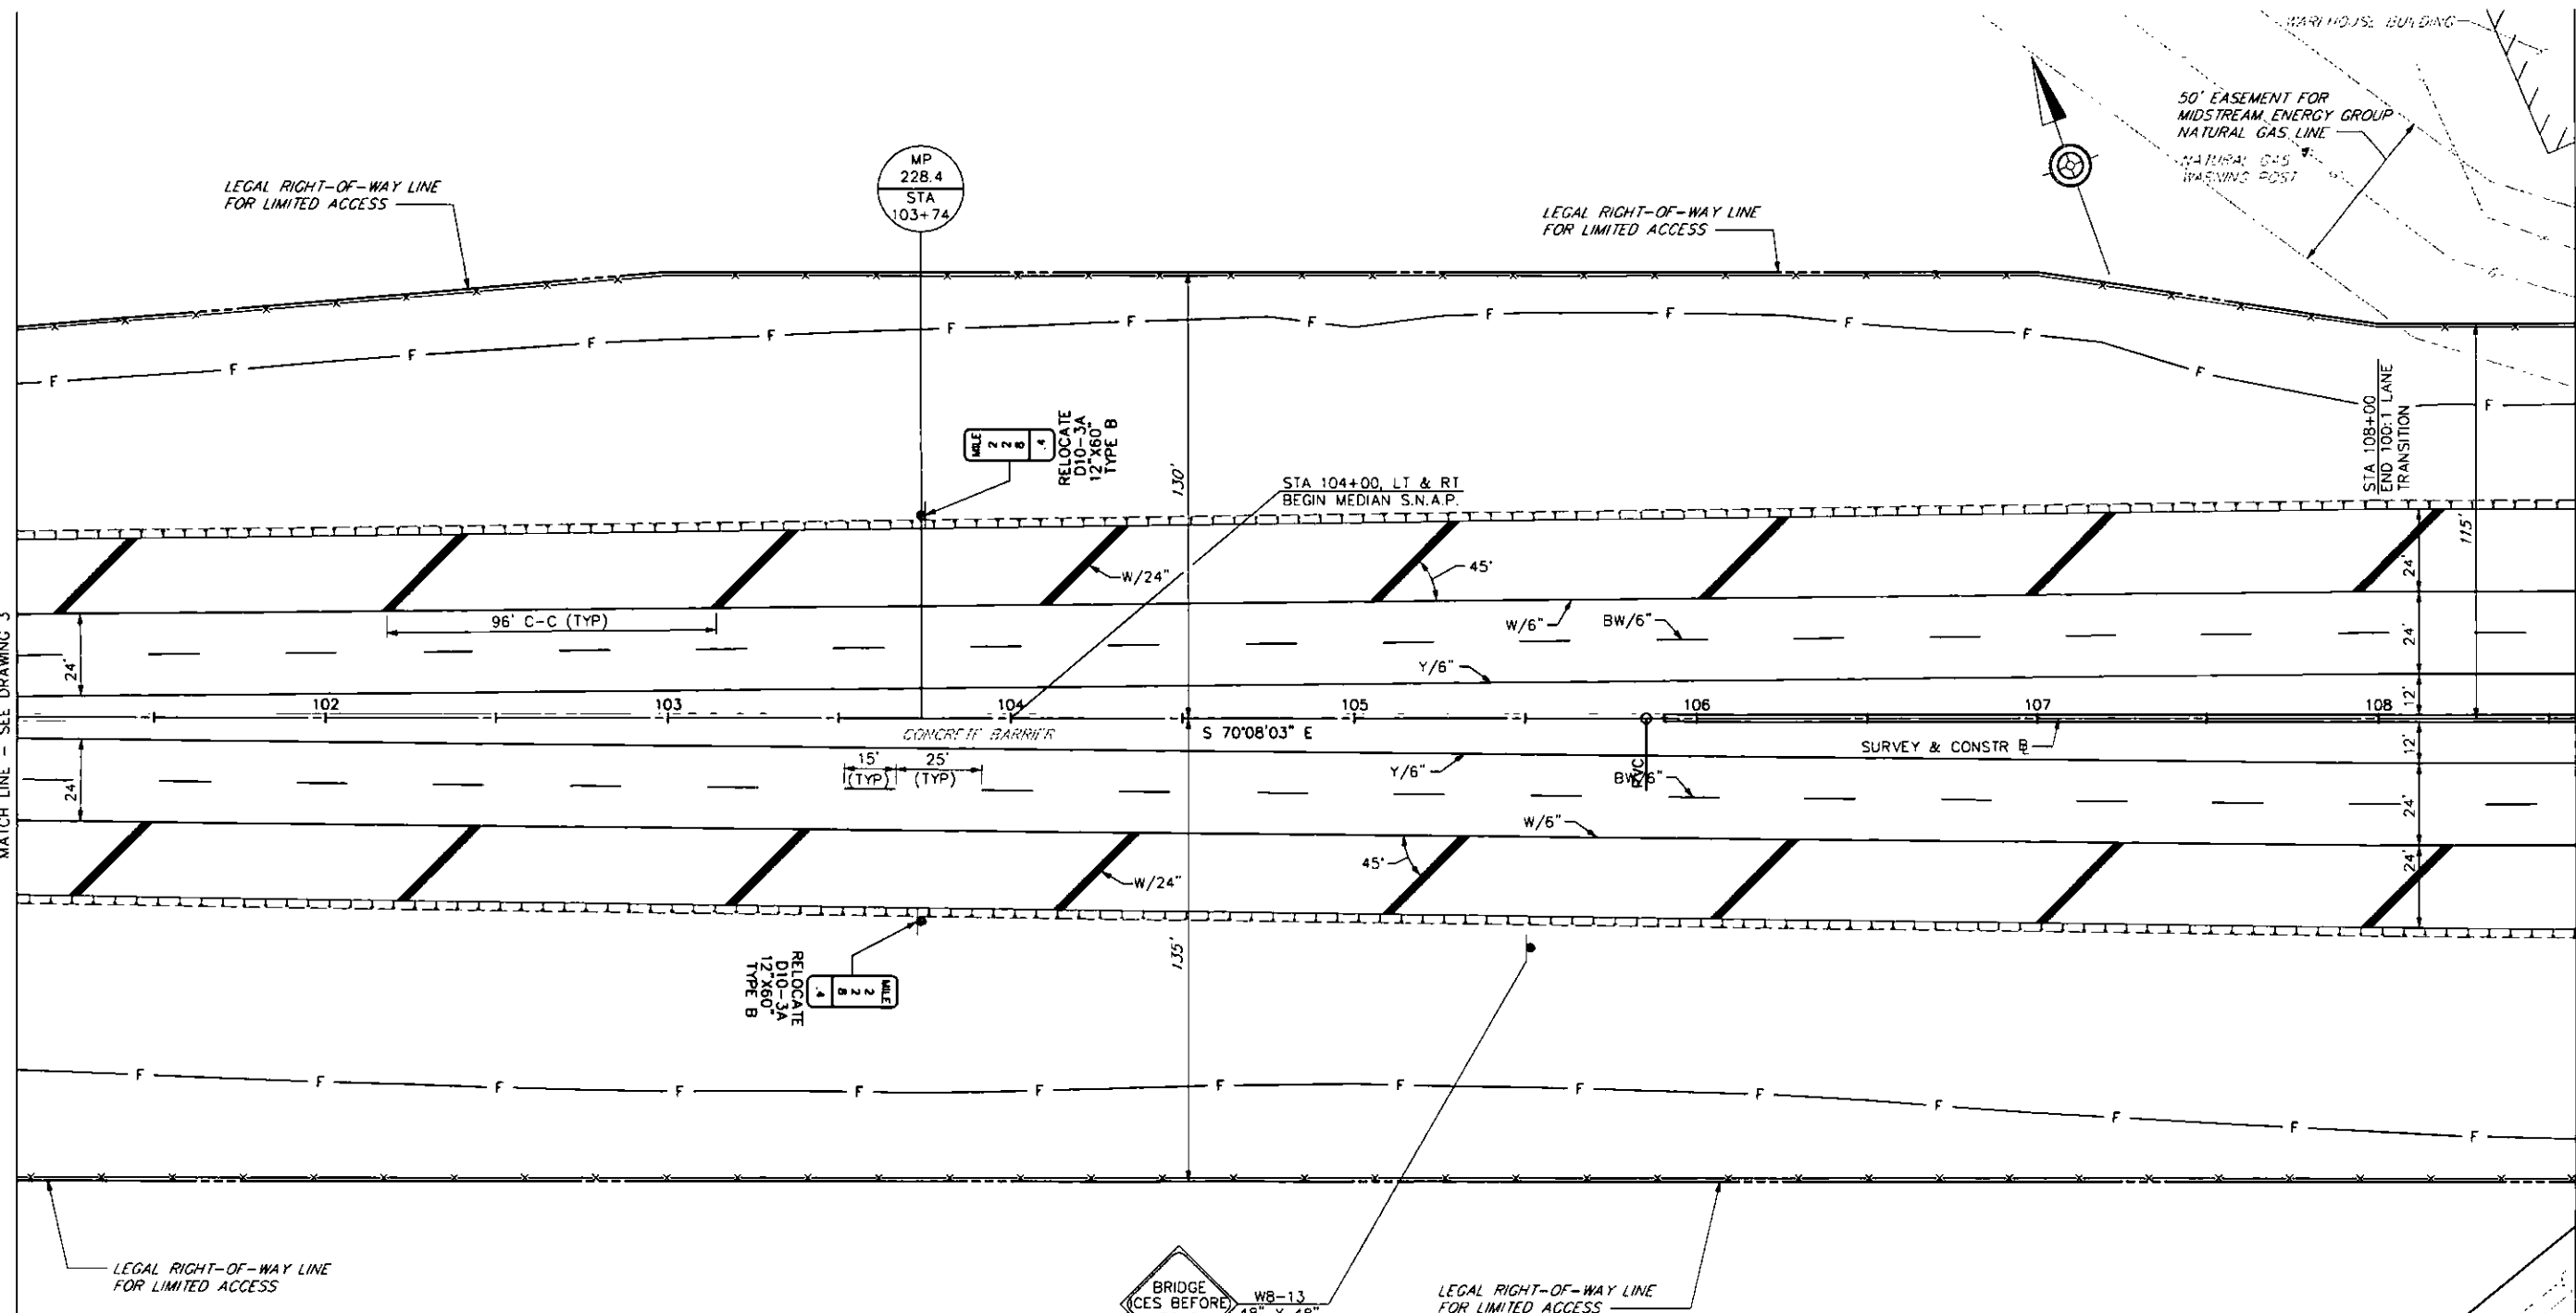 WAREHOUSE BUILDING
50' EASEMENT FOR
MIDSTREAM ENERGY GROUP
NATURAL GAS LINE
NATURAL GAS
WARNING POST
MP
228.4
STA
103+74
LEGAL RIGHT-OF-WAY LINE
FOR LIMITED ACCESS
LEGAL RIGHT-OF-WAY LINE
FOR LIMITED ACCESS
F F F F F F F F F F F F F F
G
STA 108+00
END 100:1 LANE
TRANSITION
MILE 2 2 8 .4
RELOCATE
D10-3A
12"X60"
TYPE B
130'
STA 104+00, LT & RT
BEGIN MEDIAN S.N.A.P.
115'
W/24"
45°
24'
96' C-C (TYP)
W/6"
BW/6"
24'
24'
Y/6"
12'
MATCH LINE - SEE DRAWING 3
102 103 104 105 106 107 108
CONCRETE BARRIER
S 70°08'03" E
SURVEY & CONSTR B
12'
15'
(TYP)
25'
(TYP)
Y/6"
BW/6"
PVC
24'
24'
W/6"
45°
W/24"
24'
RELOCATE
D10-3A
12"X60"
TYPE B
MILE 2 2 8 .4
135'
F F F F F F F F F F F F F F
LEGAL RIGHT-OF-WAY LINE
FOR LIMITED ACCESS
BRIDGE
ICES BEFORE
W8-13
48" X 48"
LEGAL RIGHT-OF-WAY LINE
FOR LIMITED ACCESS